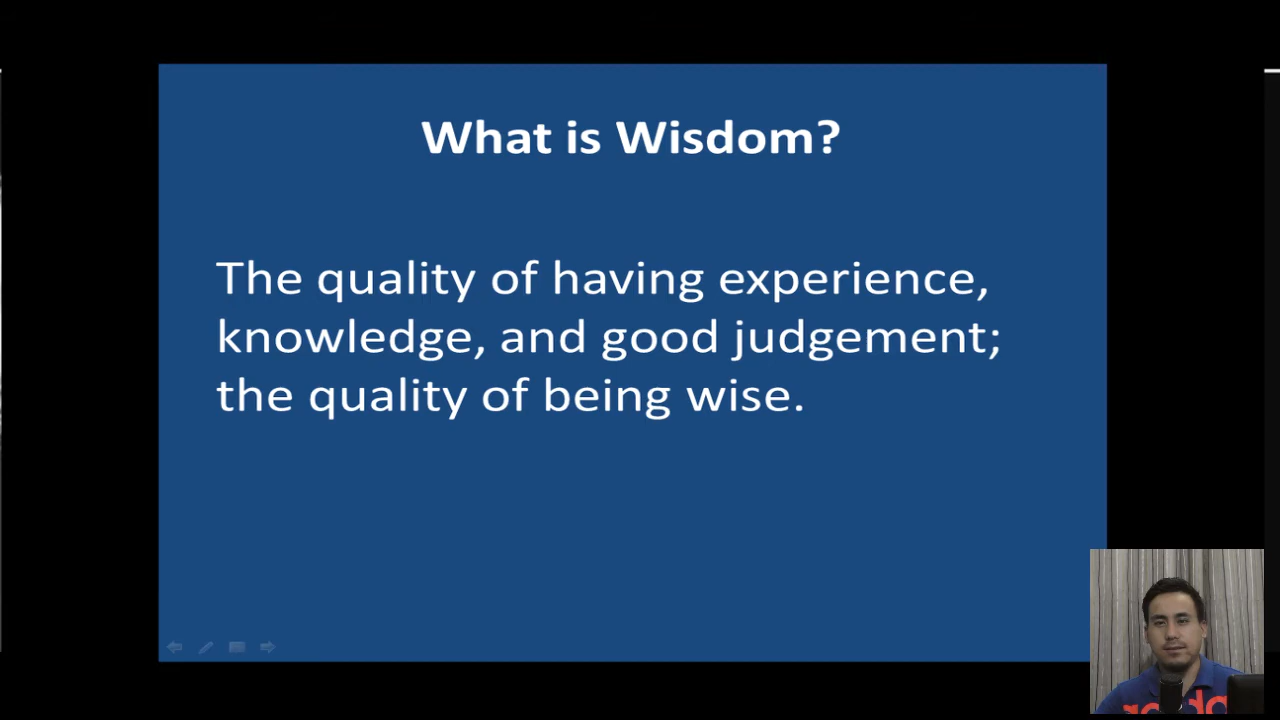 What is Wisdom?
The quality of having experience,
knowledge, and good judgement;
the quality of being wise.